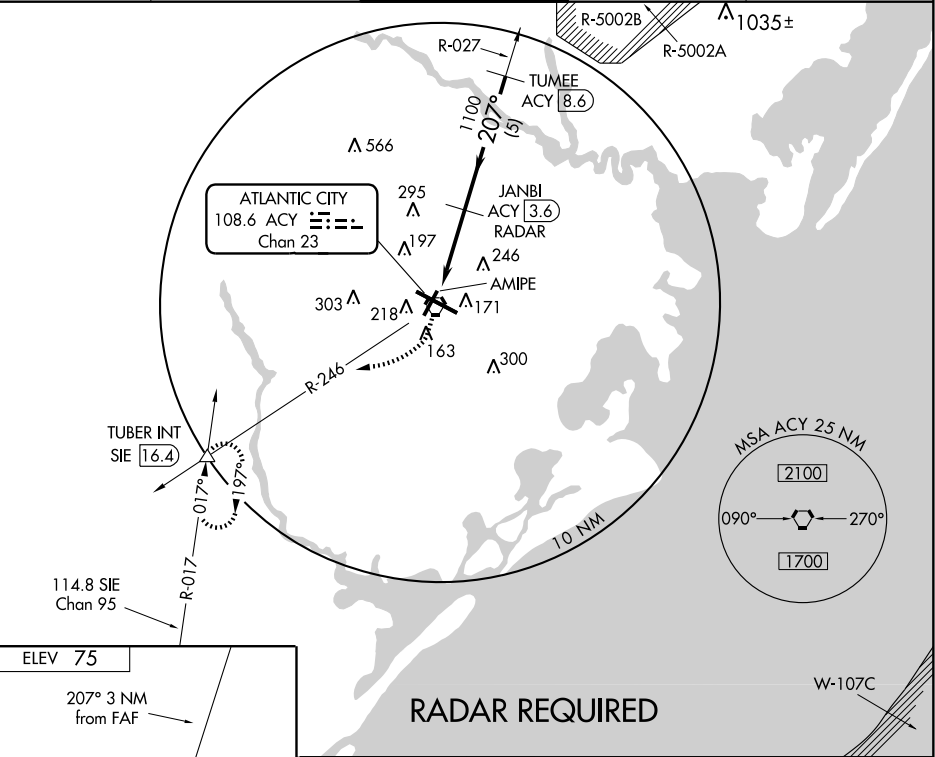 R-5002B
1035±
R-5002A
R-027
TUMEE
ACY 8.6
1100
207°
(5)
566
ATLANTIC CITY
108.6 ACY
Chan 23
295
JANBI
ACY 3.6
RADAR
197
246
AMIPE
303
218
171
163
300
R-246
TUBER INT
SIE 16.4
017°
197°
MSA ACY 25 NM
2100
090°
270°
1700
10 NM
R-017
114.8 SIE
Chan 95
ELEV 75
207° 3 NM
from FAF
RADAR REQUIRED
W-107C